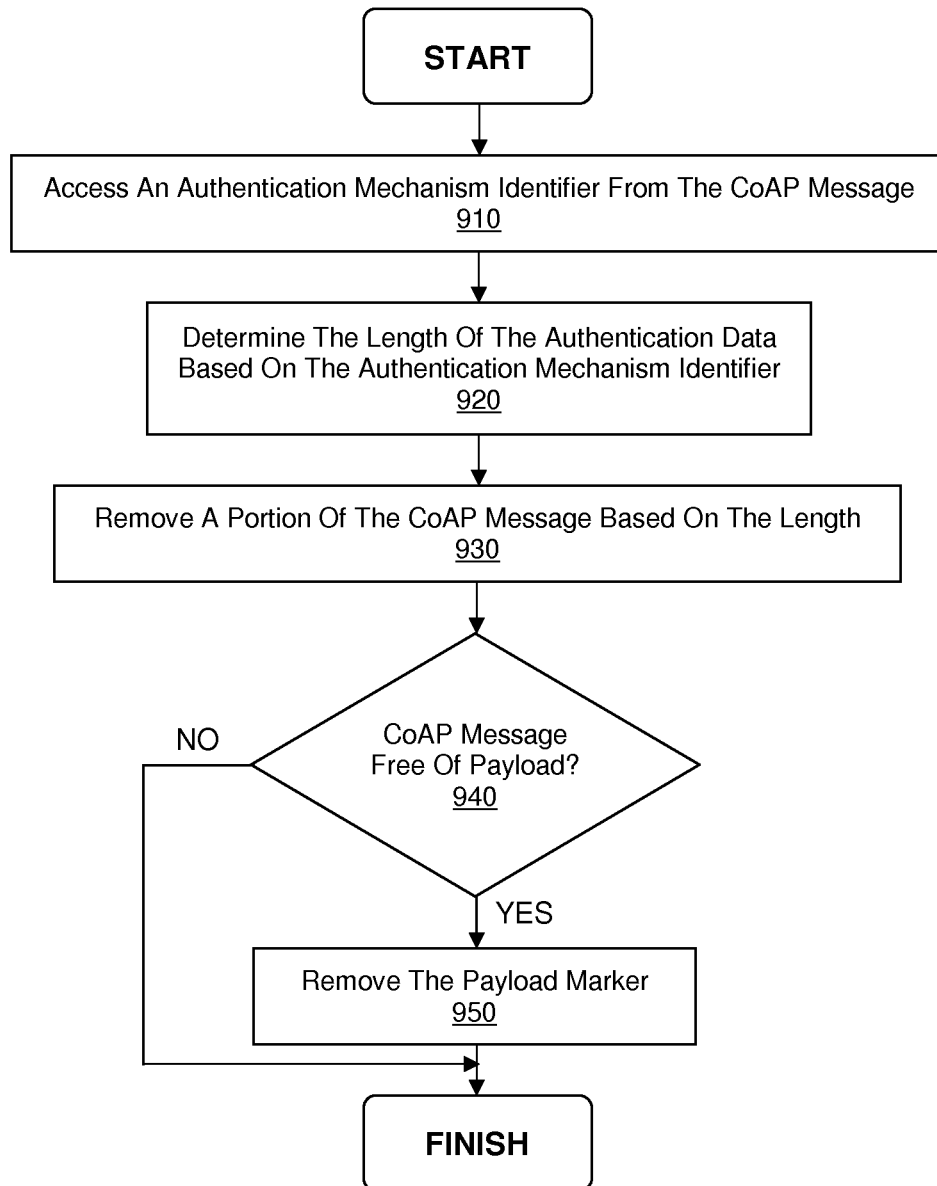 START
Access An Authentication Mechanism Identifier From The CoAP Message
910
Determine The Length Of The Authentication Data
Based On The Authentication Mechanism Identifier
920
Remove A Portion Of The CoAP Message Based On The Length
930
CoAP Message
Free Of Payload?
940
NO
YES
Remove The Payload Marker
950
FINISH